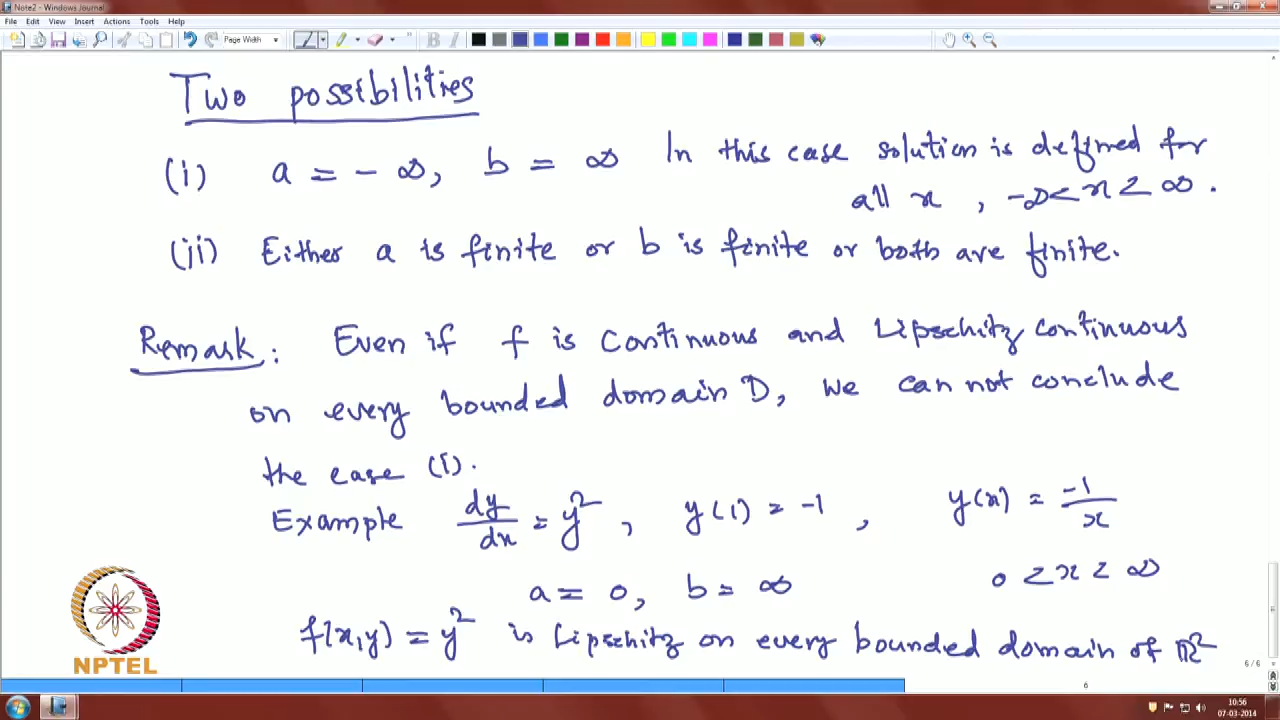 Note2 - Windows Journal
File Edit View Insert Actions Tools Help
Page Width
Two possibilities
(i) a = - ∞, b = ∞ In this case solution is defined for
all x , -∞ < x < ∞ .
(ii) Either a is finite or b is finite or both are finite.
Remark: Even if f is continuous and Lipschitz continuous
on every bounded domain D, we can not conclude
the case (i).
Example dy/dx = y², y(1) = -1 , y(x) = -1/x
a = 0, b = ∞ 0 < x < ∞
f(x,y) = y² is Lipschitz on every bounded domain of ℝ²
NPTEL
6/6
6
10:56
07-03-2014